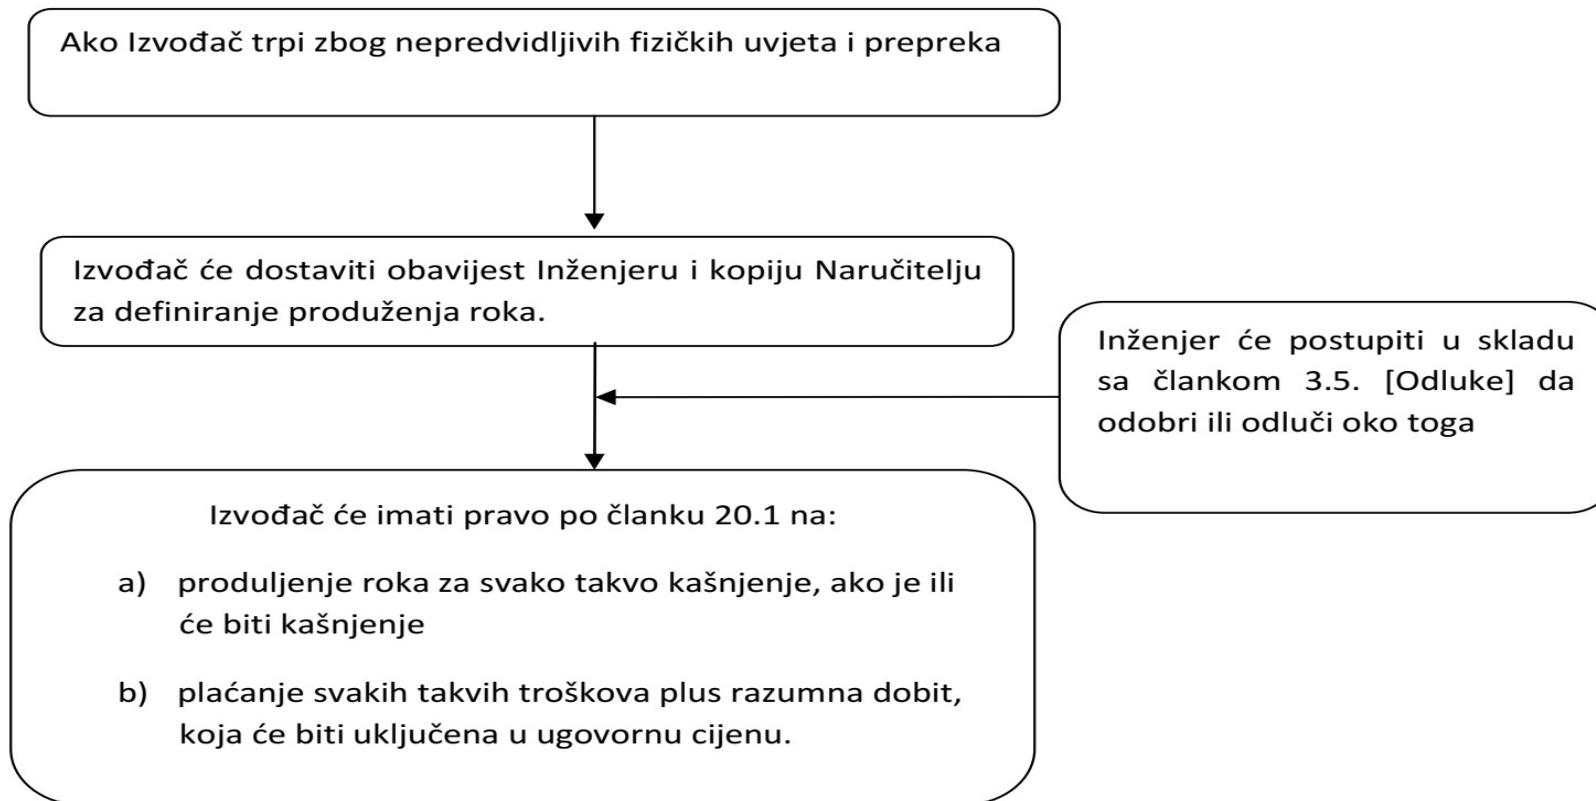 Ako Izvođač trpi zbog nepredvidljivih fizičkih uvjeta i prepreka
Izvođač će dostaviti obavijest Inženjeru i kopiju Naručitelju
za definiranje produženja roka.
Inženjer će postupiti u skladu
sa člankom 3.5. [Odluke] da
odobri ili odluči oko toga
Izvođač će imati pravo po članku 20.1 na:
a) produljenje roka za svako takvo kašnjenje, ako je ili
će biti kašnjenje
b) plaćanje svakih takvih troškova plus razumna dobit,
koja će biti uključena u ugovornu cijenu.